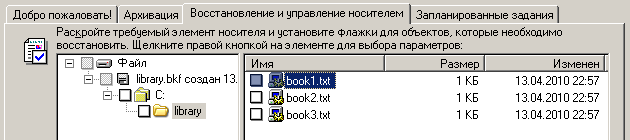 Добро пожаловать! Архивация Восстановление и управление носителем Запланированные задания
Раскройте требуемый элемент носителя и установите флажки для объектов, которые необходимо
восстановить. Щелкните правой кнопкой на элементе для выбора параметров:
Файл
library.bkf создан 13.
C:
library
Имя Размер Изменен
book1.txt 1 КБ 13.04.2010 22:57
book2.txt 1 КБ 13.04.2010 22:57
book3.txt 1 КБ 13.04.2010 22:57